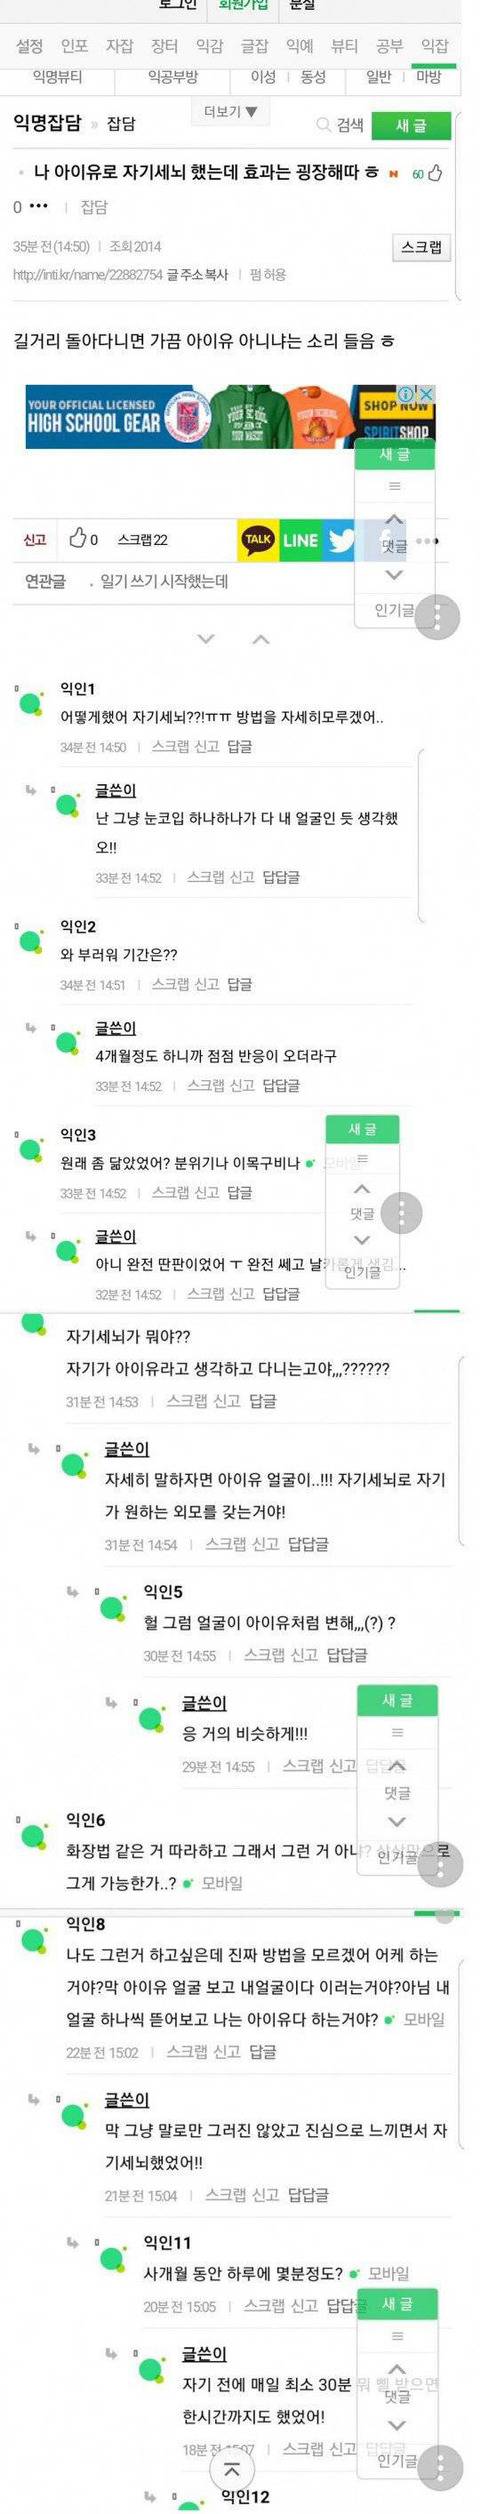 로그인 회원가입 분실
설정 인포 자잡 장터 익감 글잡 익예 뷰티 공부 익잡
익명뷰티 익공부방 이성 동성 일반 마방
익명잡담 » 잡담 더보기 ▼ 검색 새 글
나 아이유로 자기세뇌 했는데 효과는 굉장해따 ㅎ N 60
0 ••• | 잡담
35분 전 (14:50) | 조회 2014 스크랩
http://inti.kr/name/22882754 글 주소 복사 | 펌 허용
길거리 돌아다니면 가끔 아이유 아니냐는 소리 들음 ㅎ
YOUR OFFICIAL LICENSED
HIGH SCHOOL GEAR
SHOP NOW
SPIRITSHOP
새 글
신고 0 스크랩 22 TALK LINE 댓글
연관글 . 일기 쓰기 시작했는데
인기글
익인1
어떻게했어 자기세뇌??!ㅠㅠ 방법을 자세히모루겠어..
34분 전 14:50 | 스크랩 신고 답글
글쓴이
난 그냥 눈코입 하나하나가 다 내 얼굴인 듯 생각했
오!!
33분 전 14:52 | 스크랩 신고 답답글
익인2
와 부러워 기간은??
34분 전 14:51 | 스크랩 신고 답글
글쓴이
4개월정도 하니까 점점 반응이 오더라구
33분 전 14:52 | 스크랩 신고 답답글
익인3
새 글
원래 좀 닮았었어? 분위기나 이목구비나 모바일
33분 전 14:52 | 스크랩 신고 답글
댓글
글쓴이
아니 완전 딴판이었어 ㅜ 완전 쎄고 날카롭게 생김...
인기글
32분 전 14:52 | 스크랩 신고 답답글
자기세뇌가 뭐야??
자기가 아이유라고 생각하고 다니는고야,,,??????
31분 전 14:53 | 스크랩 신고 답글
글쓴이
자세히 말하자면 아이유 얼굴이..!!! 자기세뇌로 자기
가 원하는 외모를 갖는거야!
31분 전 14:54 | 스크랩 신고 답답글
익인5
헐 그럼 얼굴이 아이유처럼 변해,,,(?) ?
30분 전 14:55 | 스크랩 신고 답답글
글쓴이
새 글
응 거의 비슷하게!!!
29분 전 14:55 | 스크랩 신고 답답글
댓글
익인6
화장법 같은 거 따라하고 그래서 그런 거 아니? 상상만으로
인기글
그게 가능한가..? 모바일
익인8
나도 그런거 하고싶은데 진짜 방법을 모르겠어 어케 하는
거야?막 아이유 얼굴 보고 내얼굴이다 이러는거야?아님 내
얼굴 하나씩 뜯어보고 나는 아이유다 하는거야? 모바일
22분 전 15:02 | 스크랩 신고 답글
글쓴이
막 그냥 말로만 그러진 않았고 진심으로 느끼면서 자
기세뇌했었어!!
21분 전 15:04 | 스크랩 신고 답답글
익인11
사개월 동안 하루에 몇분정도? 모바일
20분 전 15:05 | 스크랩 신고 답답글
새 글
글쓴이
자기 전에 매일 최소 30분 뭐 삘 받으면
댓글
한시간까지도 했었어!
18분 전 15:07 | 스크랩 신고 답답글
인기글
익인12